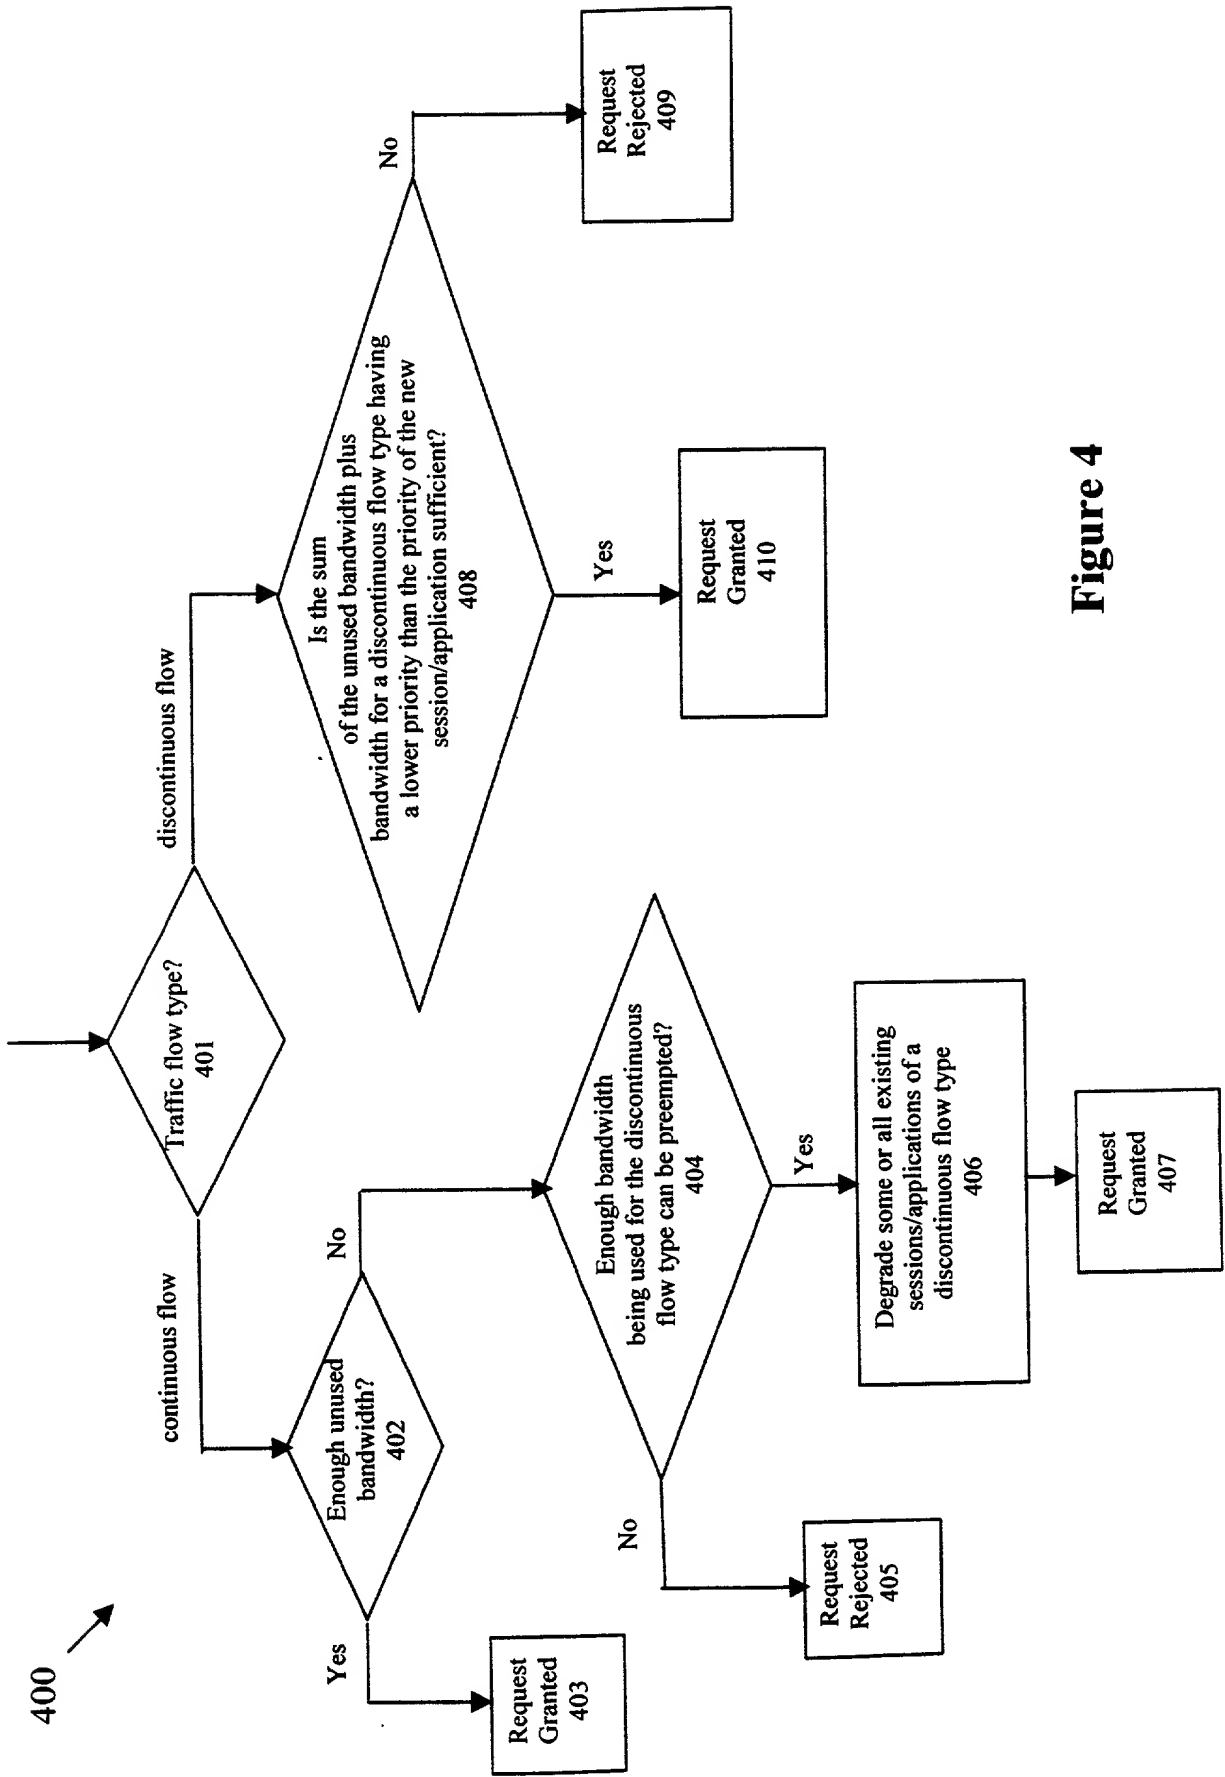 400
Traffic flow type?
401
continuous flow
discontinuous flow
Enough unused
bandwidth?
402
Yes
No
Request
Granted
403
Enough bandwidth
being used for the discontinuous
flow type can be preempted?
404
No
Yes
Request
Rejected
405
Degrade some or all existing
sessions/applications of a
discontinuous flow type
406
Request
Granted
407
Is the sum
of the unused bandwidth plus
bandwidth for a discontinuous flow type having
a lower priority than the priority of the new
session/application sufficient?
408
No
Yes
Request
Rejected
409
Request
Granted
410
Figure 4